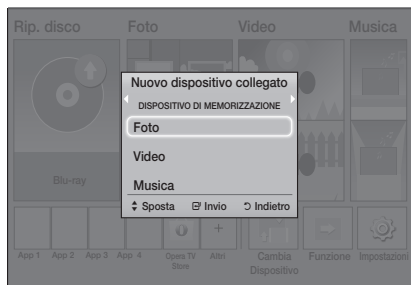 Rip. disco Foto Video Musica
Nuovo dispositivo collegato
DISPOSITIVO DI MEMORIZZAZIONE
Foto
Video
Musica
Sposta Invio Indietro
Blu-ray
App 1 App 2 App 3 App 4 Opera TV Store Altri Cambia Dispositivo Funzione Impostazioni